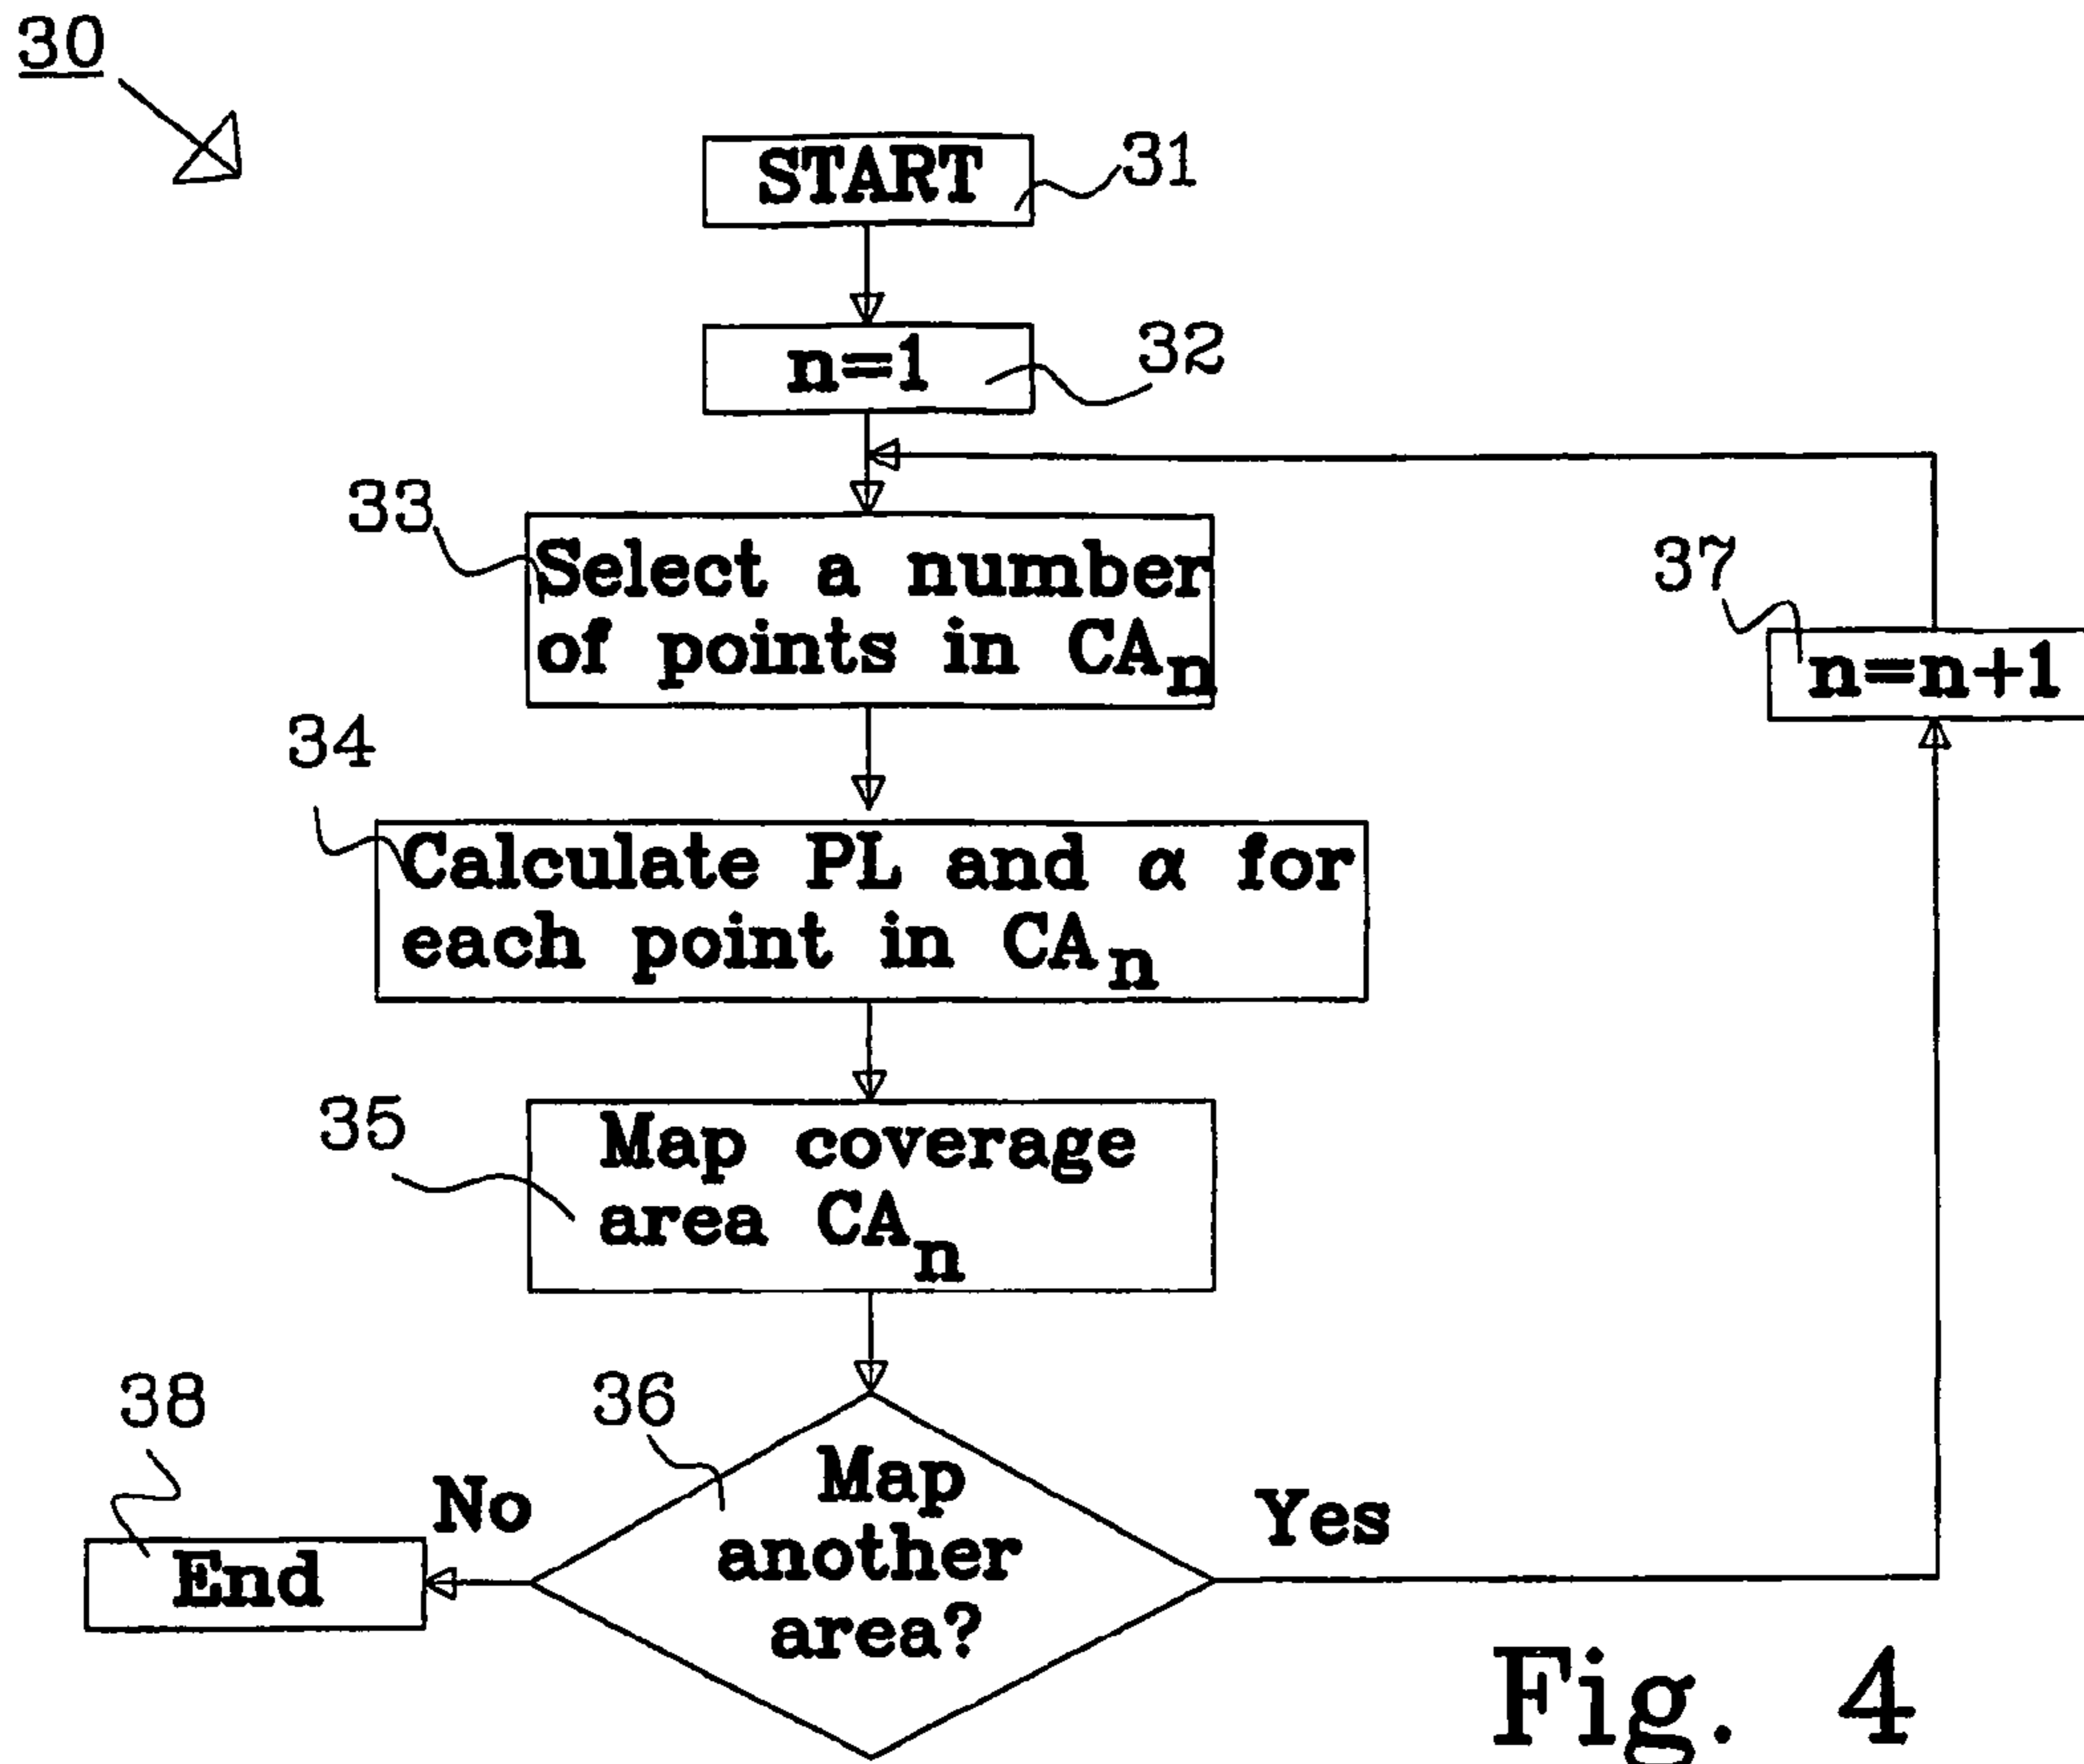 30
START
31
n=1
32
33
Select a number
of points in CAn
37
n=n+1
34
Calculate PL and α for
each point in CAn
35
Map coverage
area CAn
38
No
36
Map
another
area?
Yes
End
Fig. 4